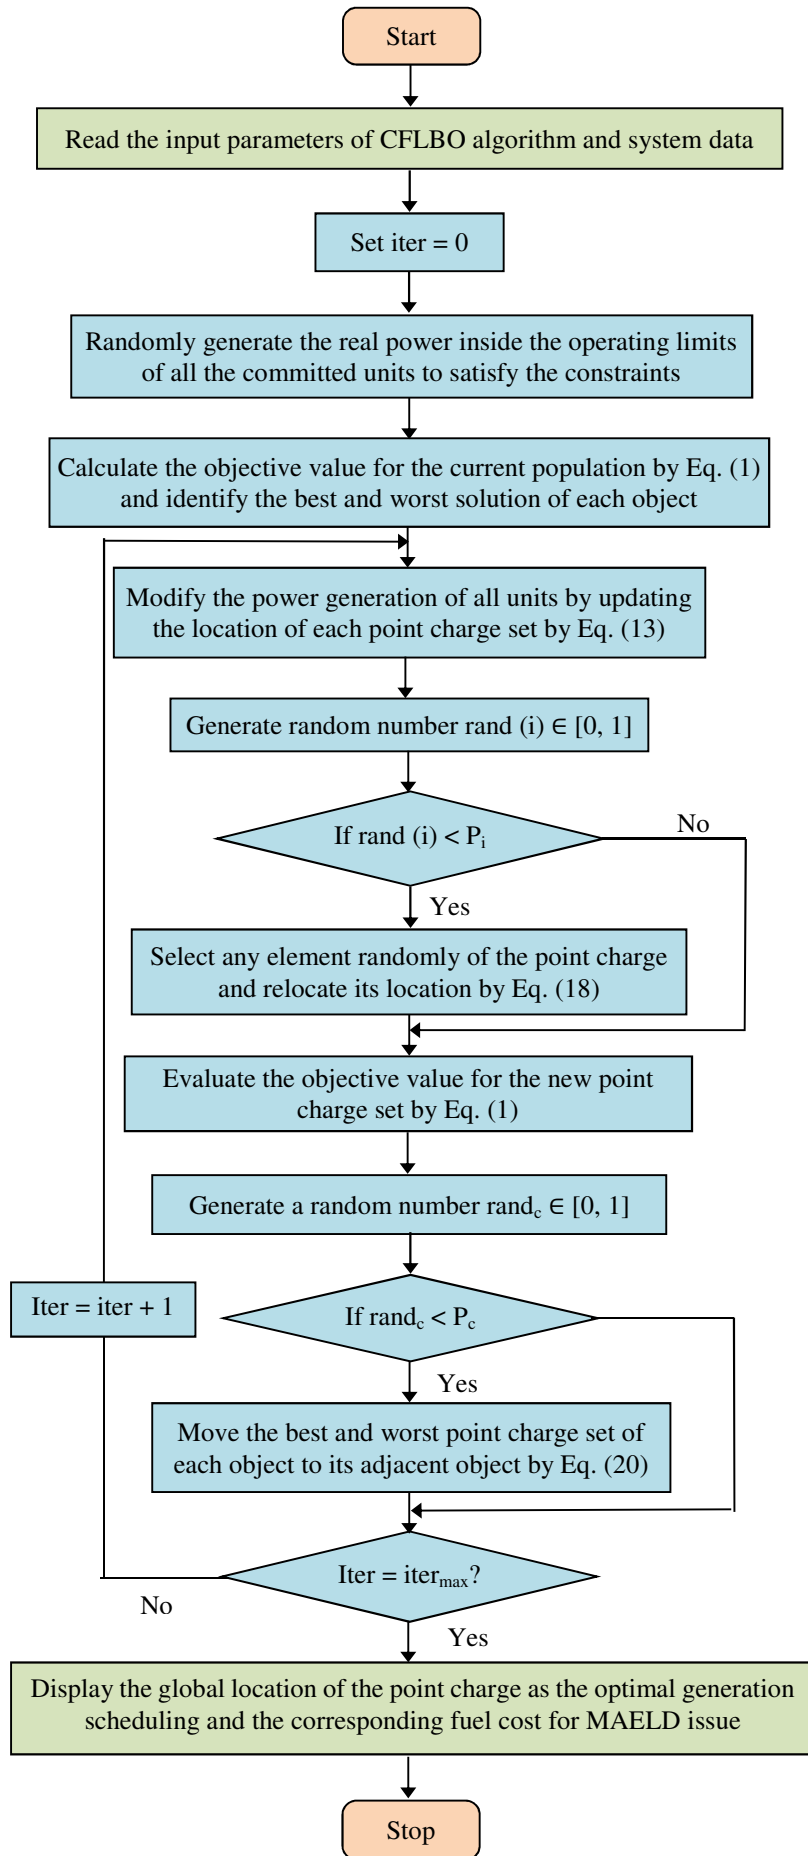 Start
Read the input parameters of CFLBO algorithm and system data
Set iter = 0
Randomly generate the real power inside the operating limits
of all the committed units to satisfy the constraints
Calculate the objective value for the current population by Eq. (1)
and identify the best and worst solution of each object
Modify the power generation of all units by updating
the location of each point charge set by Eq. (13)
Generate random number rand (i) ∈ [0, 1]
If rand (i) < Pi
No
Yes
Select any element randomly of the point charge
and relocate its location by Eq. (18)
Evaluate the objective value for the new point
charge set by Eq. (1)
Generate a random number randc ∈ [0, 1]
Iter = iter + 1
If randc < Pc
Yes
Move the best and worst point charge set of
each object to its adjacent object by Eq. (20)
Iter = itermax?
No
Yes
Display the global location of the point charge as the optimal generation
scheduling and the corresponding fuel cost for MAELD issue
Stop